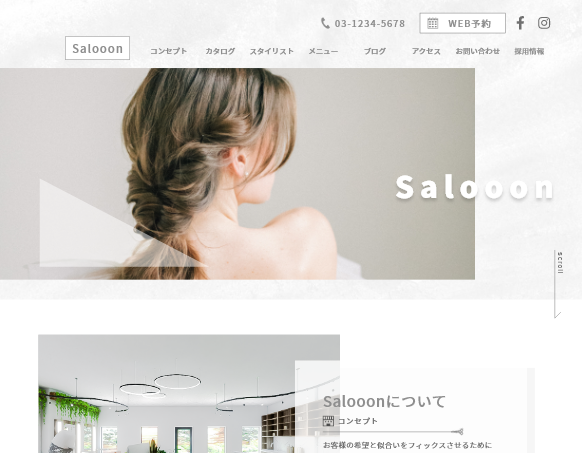 03-1234-5678 WEB予約
Salooon コンセプト カタログ スタイリスト メニュー ブログ アクセス お問い合わせ 採用情報
Salooon
scroll
Salooonについて
コンセプト
お客様の希望と似合いをフィックスさせるために